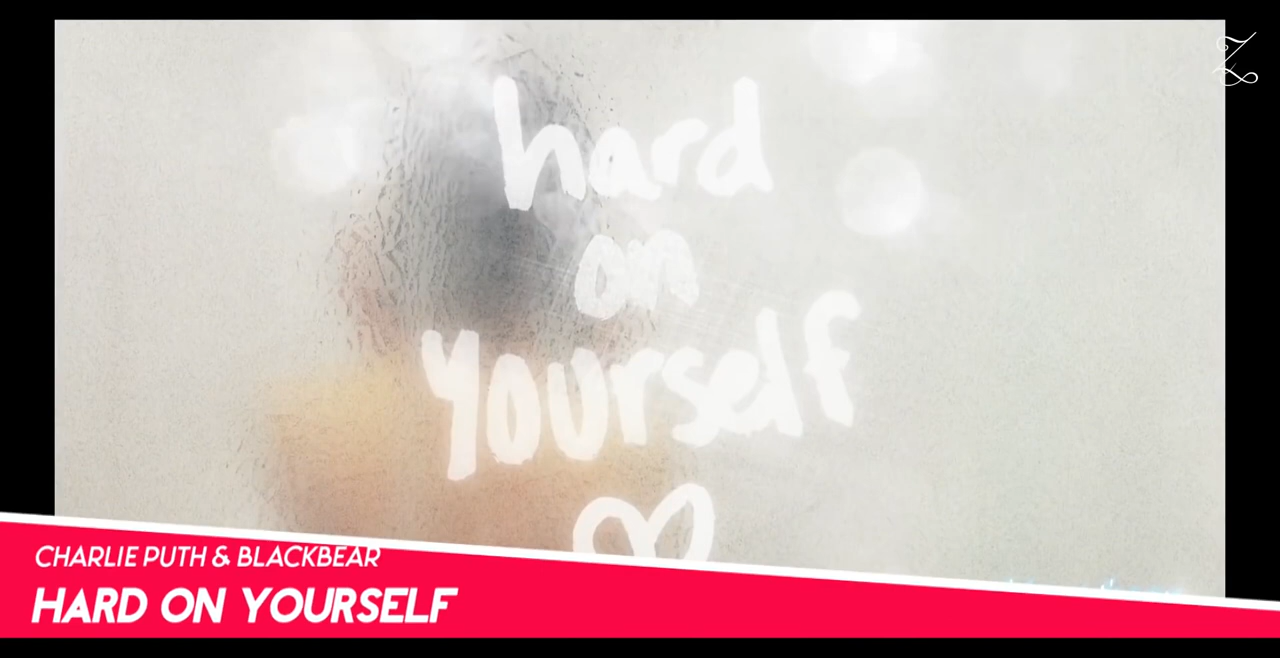 hard
on
yourself
CHARLIE PUTH & BLACKBEAR
HARD ON YOURSELF
Z